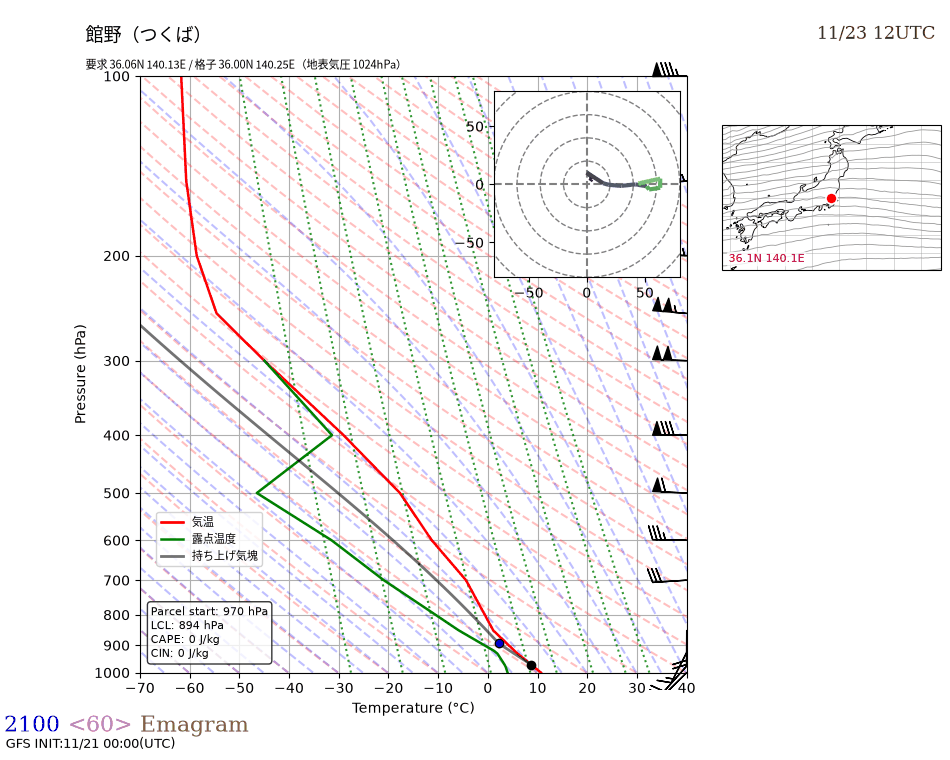 館野（つくば）
11/23 12UTC
要求 36.06N 140.13E / 格子 36.00N 140.25E（地表気圧 1024hPa）
100
200
300
400
500
600
700
800
900
1000
Pressure (hPa)
−70 −60 −50 −40 −30 −20 −10 0 10 20 30 40
Temperature (°C)
50
0
−50
−50 0 50
36.1N 140.1E
気温
露点温度
持ち上げ気塊
Parcel start: 970 hPa
LCL: 894 hPa
CAPE: 0 J/kg
CIN: 0 J/kg
2100 <60> Emagram
GFS INIT:11/21 00:00(UTC)